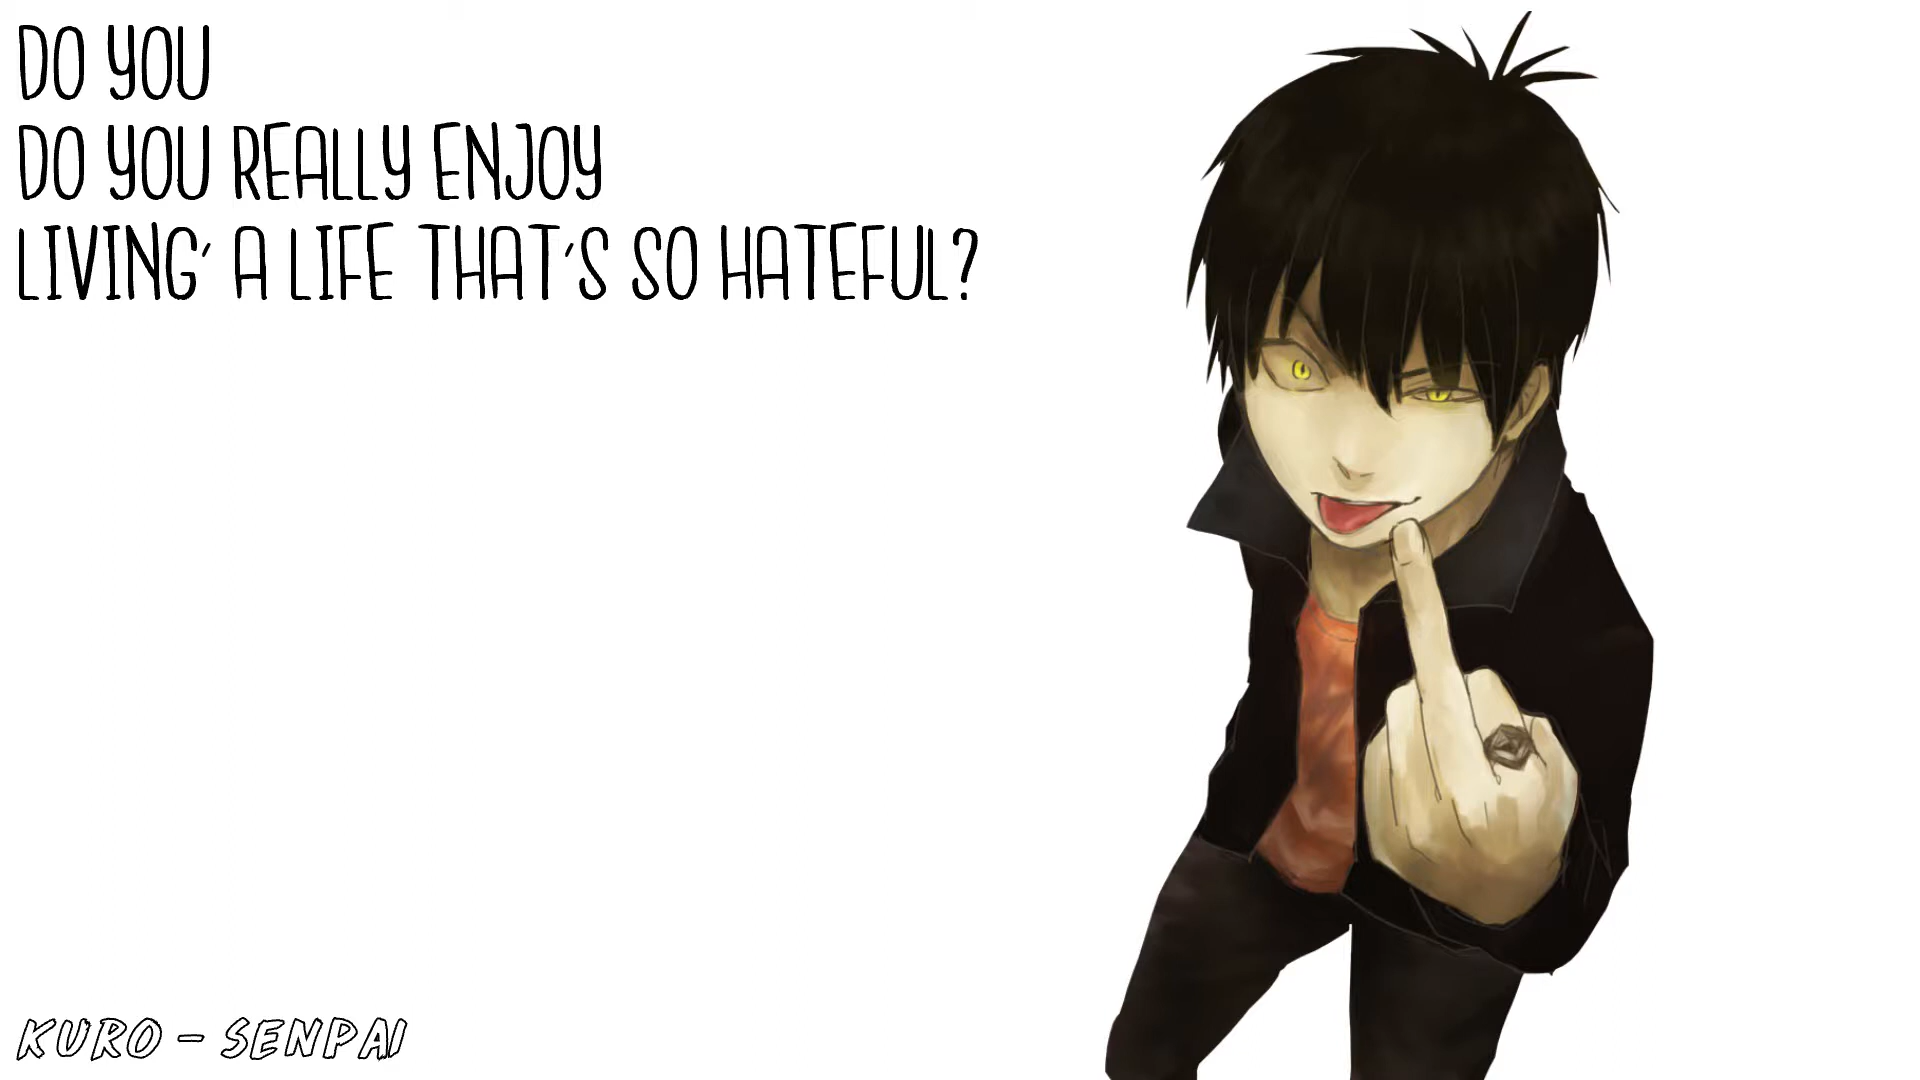 DO YOU
DO YOU REALLY ENJOY
LIVING' A LIFE THAT'S SO HATEFUL?
KURO - SENPAI